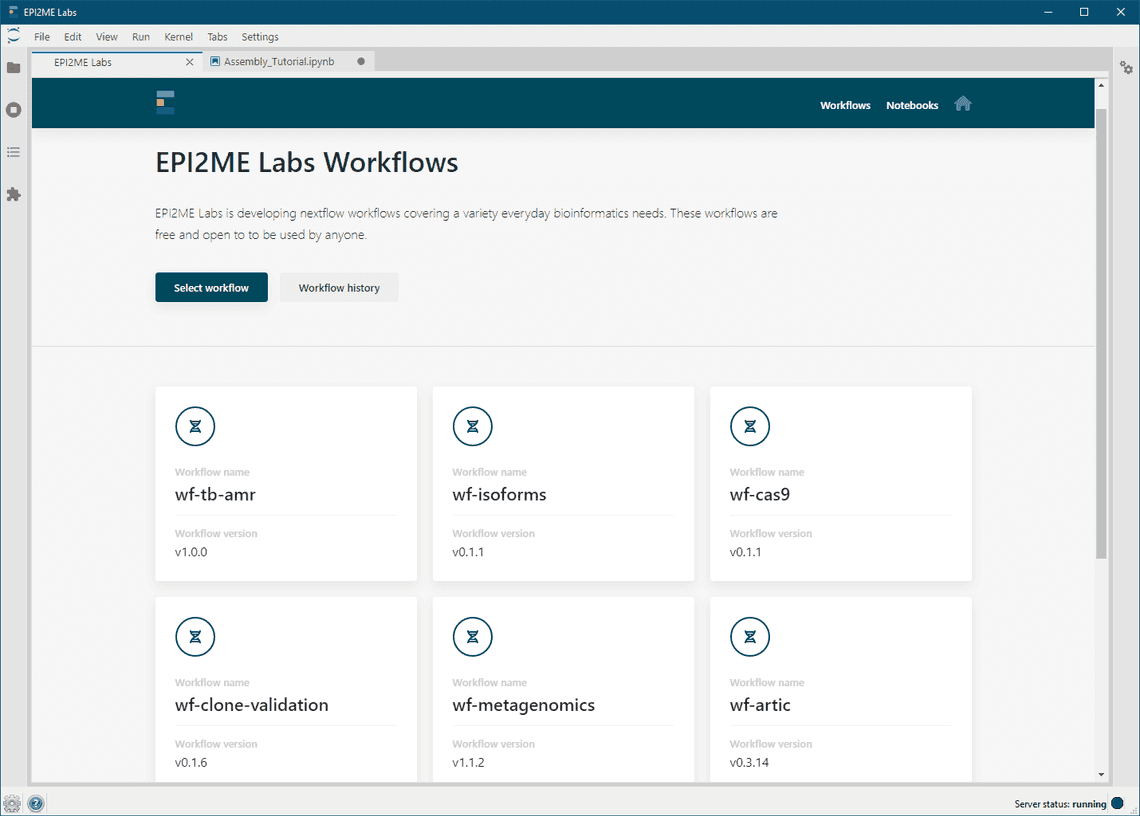 EPI2ME Labs
File Edit View Run Kernel Tabs Settings
EPI2ME Labs Assembly_Tutorial.ipynb
Workflows Notebooks
EPI2ME Labs Workflows
EPI2ME Labs is developing nextflow workflows covering a variety everyday bioinformatics needs. These workflows are
free and open to to be used by anyone.
Select workflow Workflow history
Workflow name Workflow name Workflow name
wf-tb-amr wf-isoforms wf-cas9
Workflow version Workflow version Workflow version
v1.0.0 v0.1.1 v0.1.1
Workflow name Workflow name Workflow name
wf-clone-validation wf-metagenomics wf-artic
Workflow version Workflow version Workflow version
v0.1.6 v1.1.2 v0.3.14
Server status: running